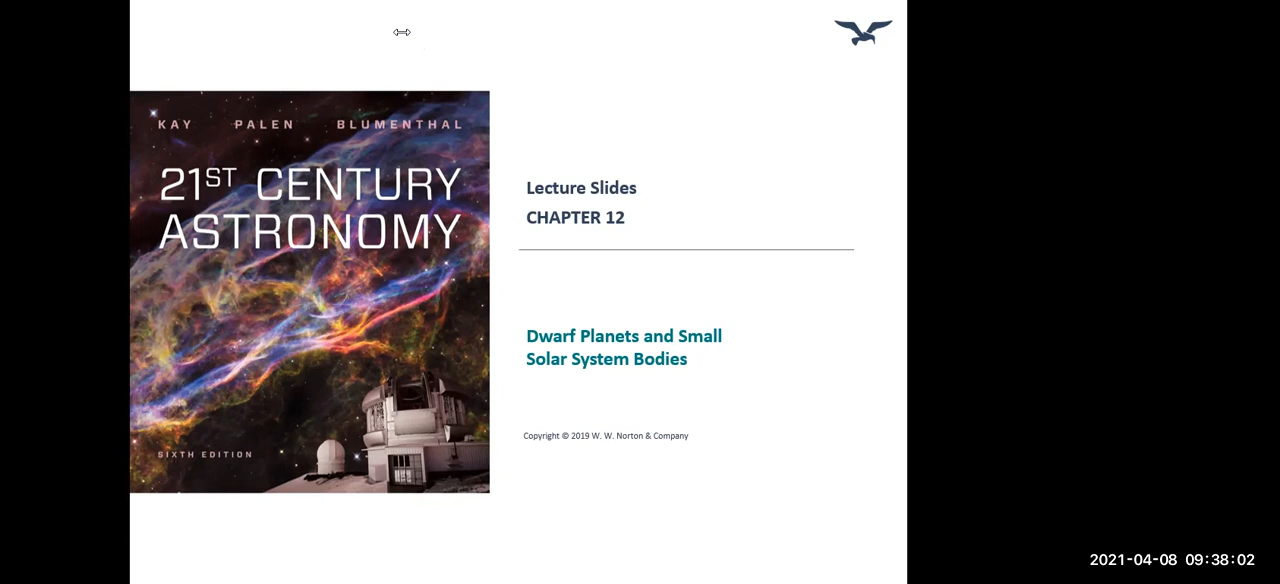 KAY PALEN BLUMENTHAL
21ST CENTURY
ASTRONOMY
SIXTH EDITION
Lecture Slides
CHAPTER 12
Dwarf Planets and Small
Solar System Bodies
Copyright © 2019 W. W. Norton & Company
2021-04-08 09:38:02